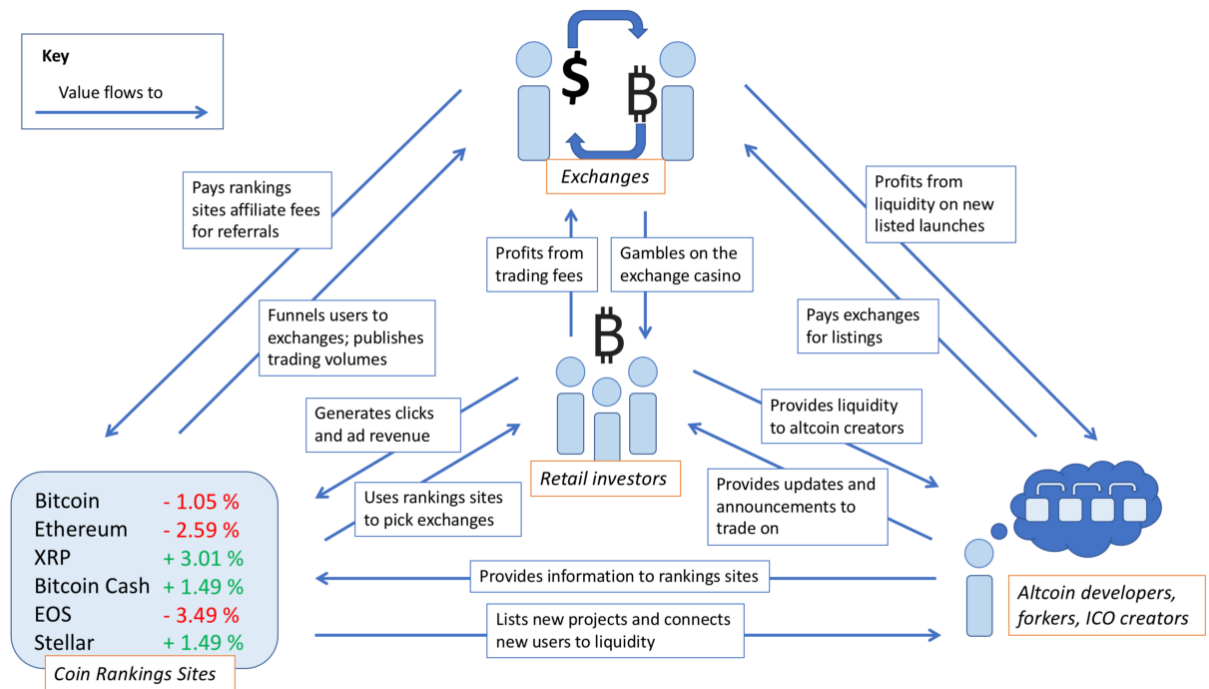 Key
Value flows to
$
₿
Exchanges
Pays rankings
sites affiliate fees
for referrals
Profits from
liquidity on new
listed launches
Profits from
trading fees
Gambles on the
exchange casino
Funnels users to
exchanges; publishes
trading volumes
Pays exchanges
for listings
₿
Generates clicks
and ad revenue
Provides liquidity
to altcoin creators
Retail investors
Uses rankings sites
to pick exchanges
Provides updates and
announcements to
trade on
Bitcoin - 1.05 %
Ethereum - 2.59 %
XRP + 3.01 %
Bitcoin Cash + 1.49 %
EOS - 3.49 %
Stellar + 1.49 %
Coin Rankings Sites
Provides information to rankings sites
Lists new projects and connects
new users to liquidity
Altcoin developers,
forkers, ICO creators